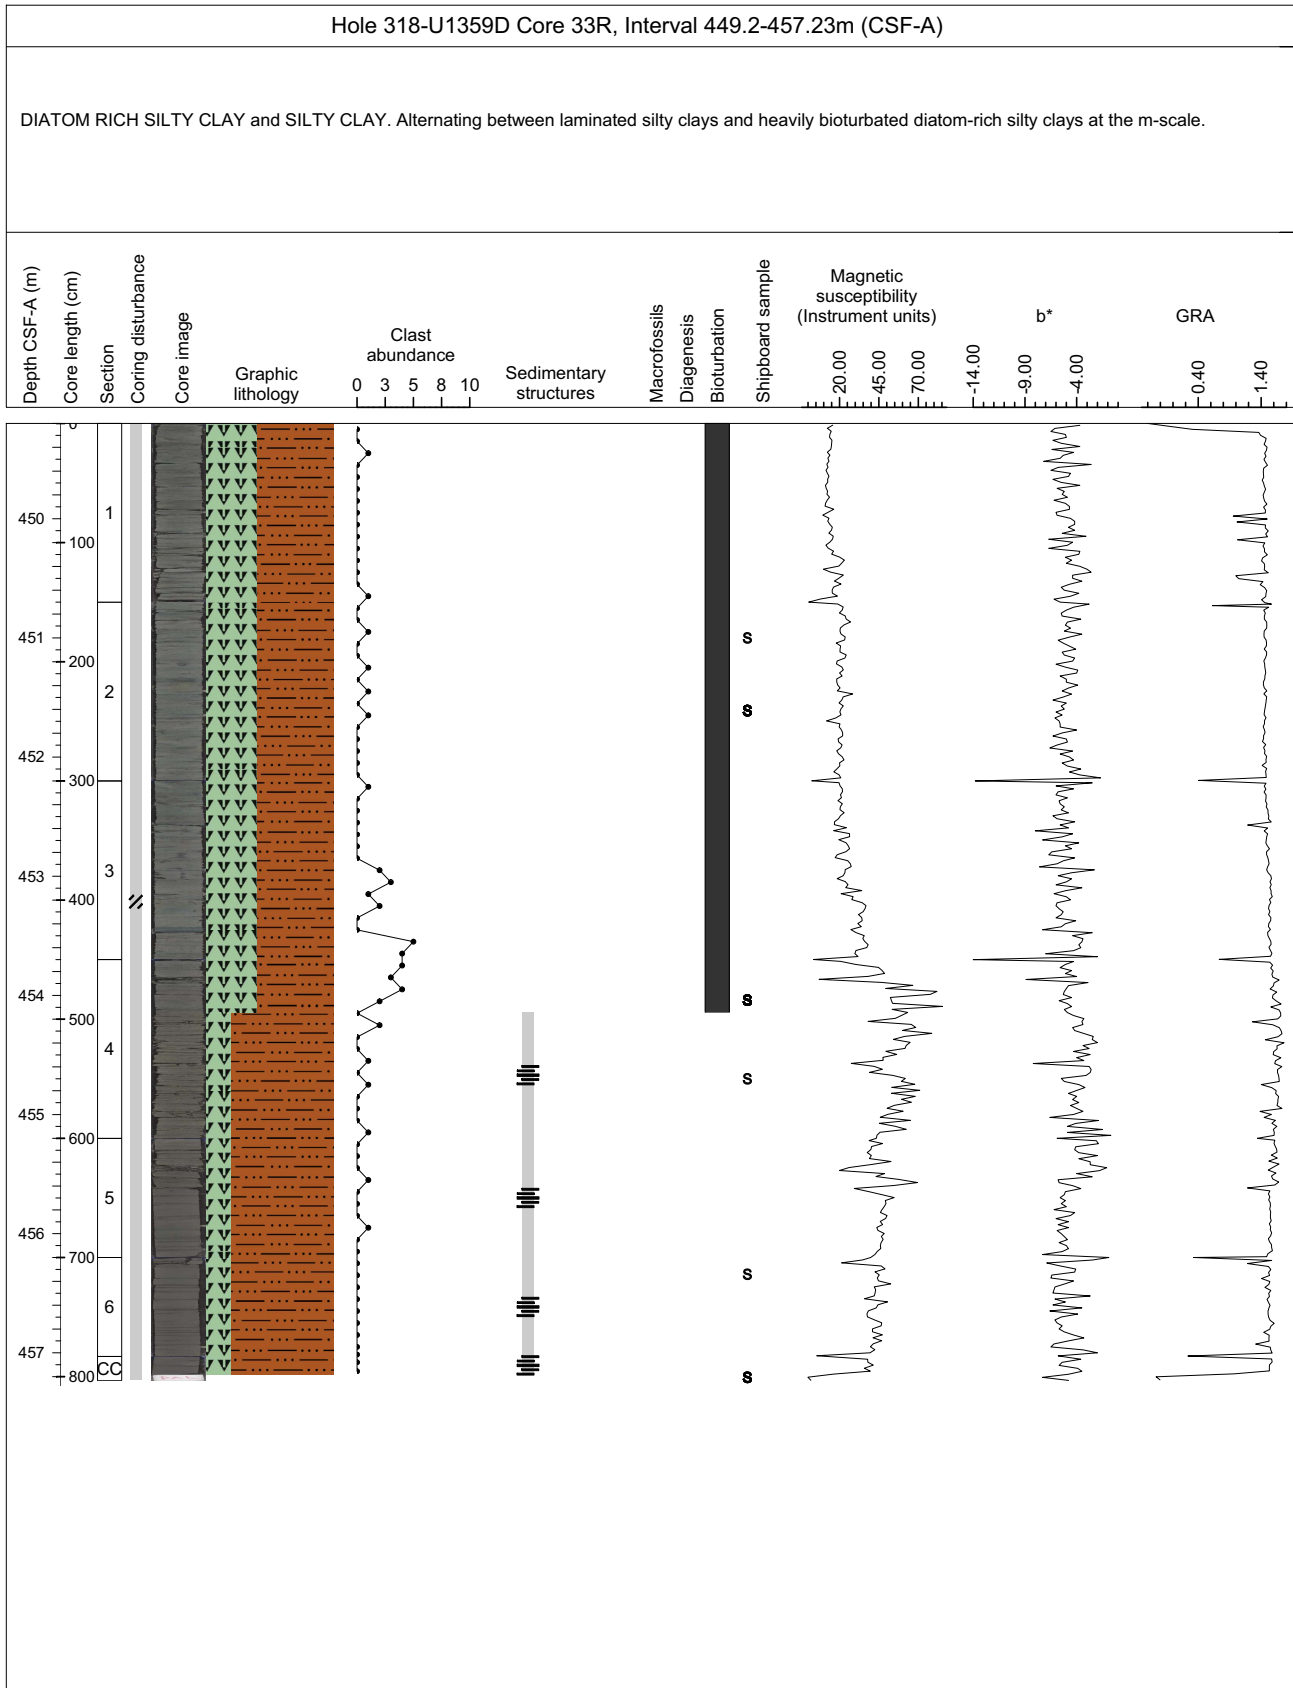 Hole 318-U1359D Core 33R, Interval 449.2-457.23m (CSF-A)
DIATOM RICH SILTY CLAY and SILTY CLAY. Alternating between laminated silty clays and heavily bioturbated diatom-rich silty clays at the m-scale.
Depth CSF-A (m)
Core length (cm)
Section
Coring disturbance
Core image
Graphic
lithology
Clast
abundance
0 3 5 8 10
Sedimentary
structures
Macrofossils
Diagenesis
Bioturbation
Shipboard sample
Magnetic
susceptibility
(Instrument units)
20.00 45.00 70.00
b*
-14.00 -9.00 -4.00
GRA
0.40 1.40
0
1
450
100
451
S
200
2
S
452
300
3
453
400
454
S
500
4
S
455
600
5
456
700
S
6
457
CC
800
S